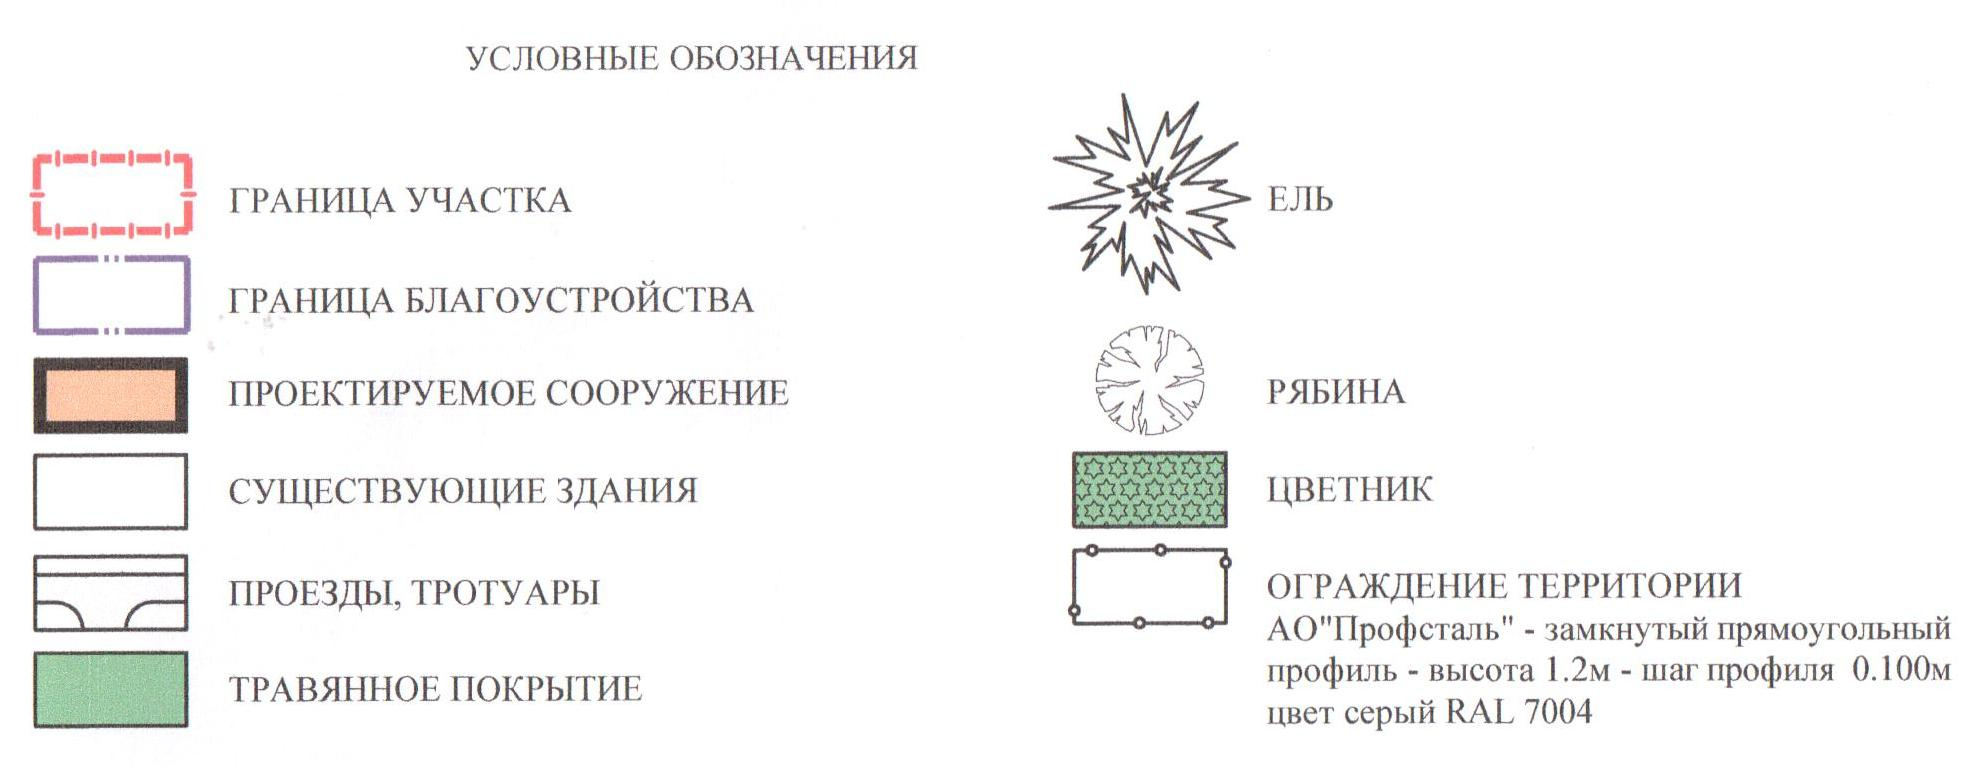 УСЛОВНЫЕ ОБОЗНАЧЕНИЯ
ГРАНИЦА УЧАСТКА
ГРАНИЦА БЛАГОУСТРОЙСТВА
ПРОЕКТИРУЕМОЕ СООРУЖЕНИЕ
СУЩЕСТВУЮЩИЕ ЗДАНИЯ
ПРОЕЗДЫ, ТРОТУАРЫ
ТРАВЯННОЕ ПОКРЫТИЕ
ЕЛЬ
РЯБИНА
ЦВЕТНИК
ОГРАЖДЕНИЕ ТЕРРИТОРИИ
АО"Профсталь" - замкнутый прямоугольный
профиль - высота 1.2м - шаг профиля 0.100м
цвет серый RAL 7004